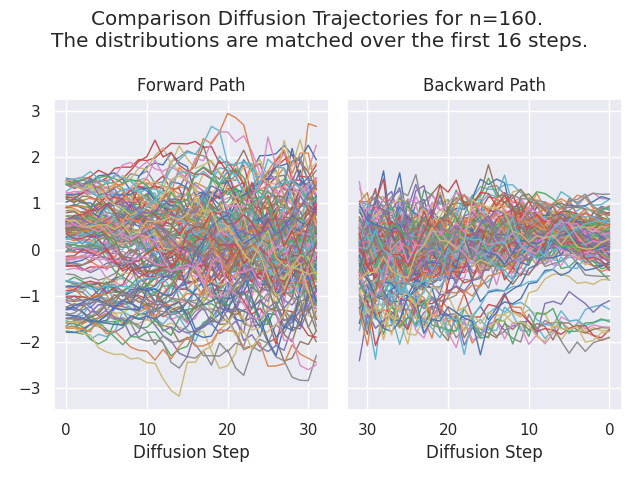 Comparison Diffusion Trajectories for n=160.
The distributions are matched over the first 16 steps.
Forward Path
Backward Path
3
2
1
0
−1
−2
−3
0 10 20 30
30 20 10 0
Diffusion Step
Diffusion Step